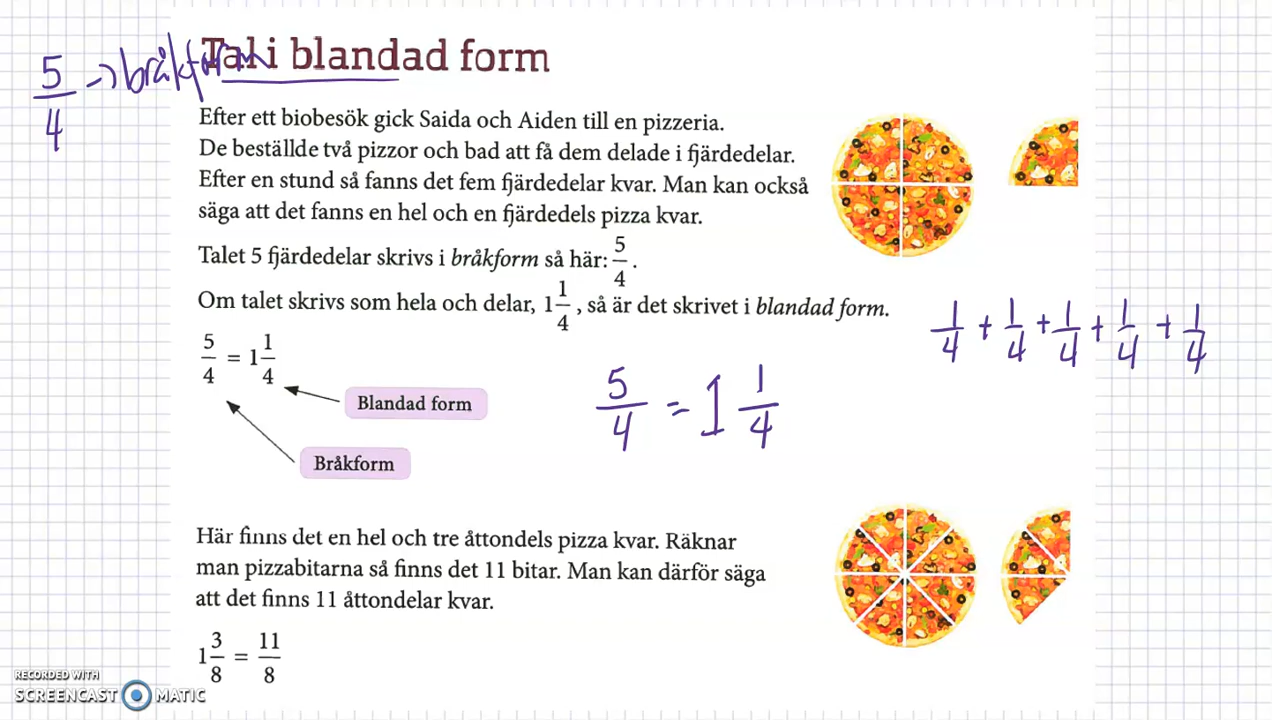 Tal i blandad form
5/4 → bråkform
Efter ett biobesök gick Saida och Aiden till en pizzeria.
De beställde två pizzor och bad att få dem delade i fjärdedelar.
Efter en stund så fanns det fem fjärdedelar kvar. Man kan också
säga att det fanns en hel och en fjärdedels pizza kvar.
Talet 5 fjärdedelar skrivs i bråkform så här: 5/4.
Om talet skrivs som hela och delar, 1 1/4, så är det skrivet i blandad form.
1/4 + 1/4 + 1/4 + 1/4 + 1/4
5/4 = 1 1/4
Blandad form
5/4 = 1 1/4
Bråkform
Här finns det en hel och tre åttondels pizza kvar. Räknar
man pizzabitarna så finns det 11 bitar. Man kan därför säga
att det finns 11 åttondelar kvar.
1 3/8 = 11/8
RECORDED WITH
SCREENCAST MATIC